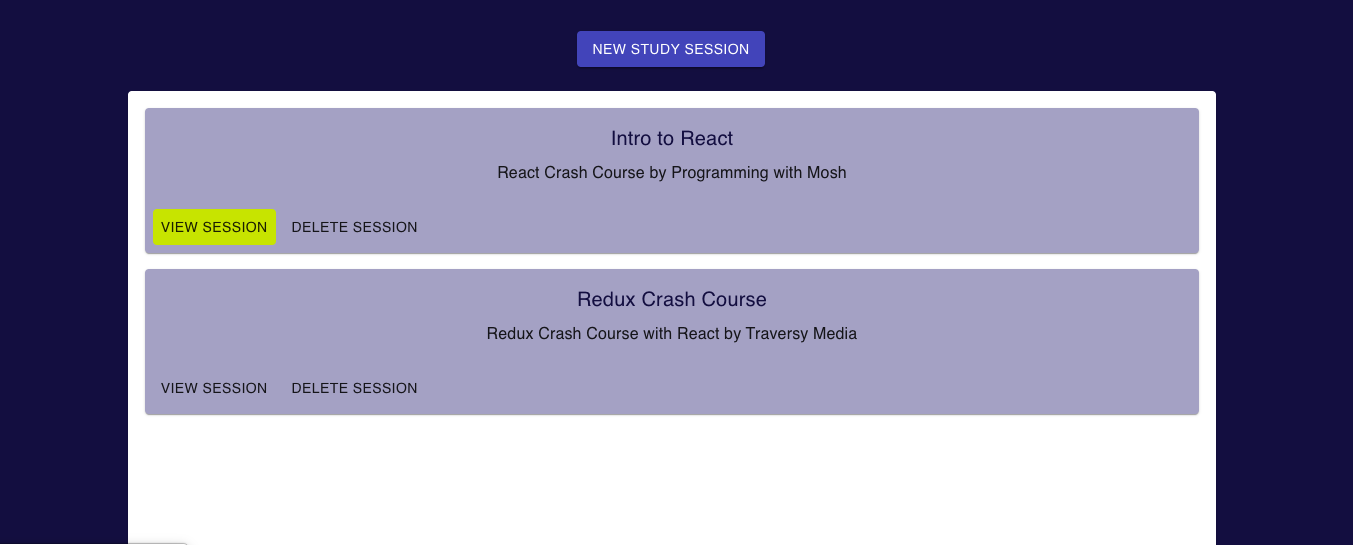 NEW STUDY SESSION
Intro to React
React Crash Course by Programming with Mosh
VIEW SESSION DELETE SESSION
Redux Crash Course
Redux Crash Course with React by Traversy Media
VIEW SESSION DELETE SESSION